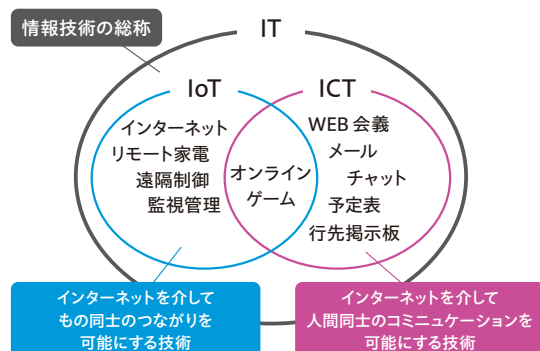 情報技術の総称
IT
IoT
ICT
インターネット
リモート家電
遠隔制御
監視管理
オンライン
ゲーム
WEB 会議
メール
チャット
予定表
行先掲示板
インターネットを介して
もの同士のつながりを
可能にする技術
インターネットを介して
人間同士のコミニュケーションを
可能にする技術